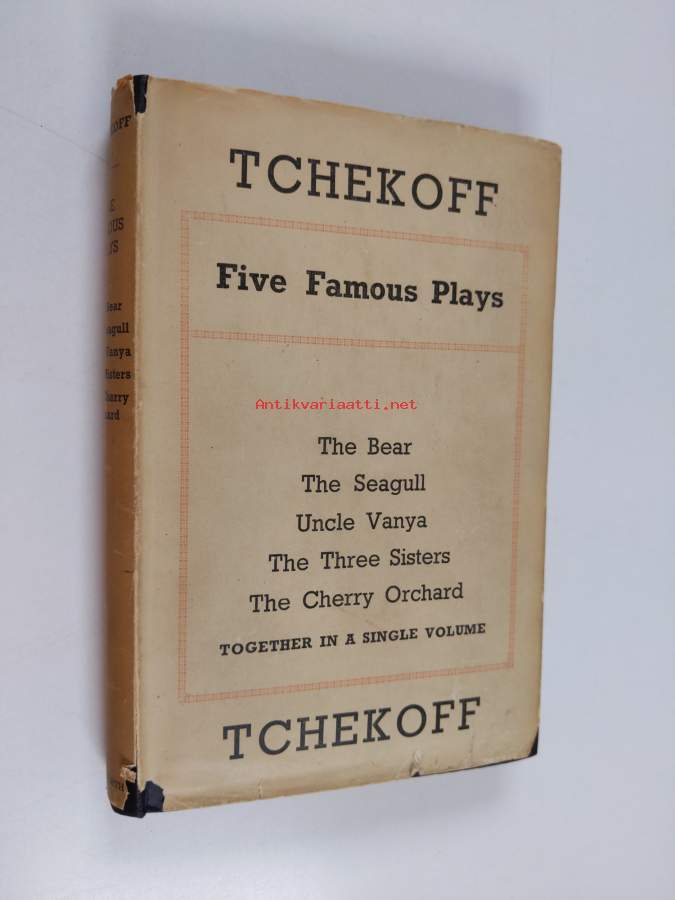 TCHEKOFF
Five Famous Plays
Antikvariaatti.net
The Bear
The Seagull
Uncle Vanya
The Three Sisters
The Cherry Orchard
TOGETHER IN A SINGLE VOLUME
TCHEKOFF